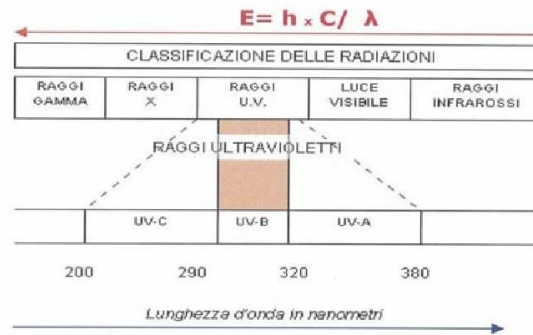 E= h x C/ λ
CLASSIFICAZIONE DELLE RADIAZIONI
RAGGI GAMMA
RAGGI X
RAGGI U.V.
LUCE VISIBILE
RAGGI INFRAROSSI
RAGGI ULTRAVIOLETTI
UV-C UV-B UV-A
200 290 320 380
Lunghezza d'onda in nanometri